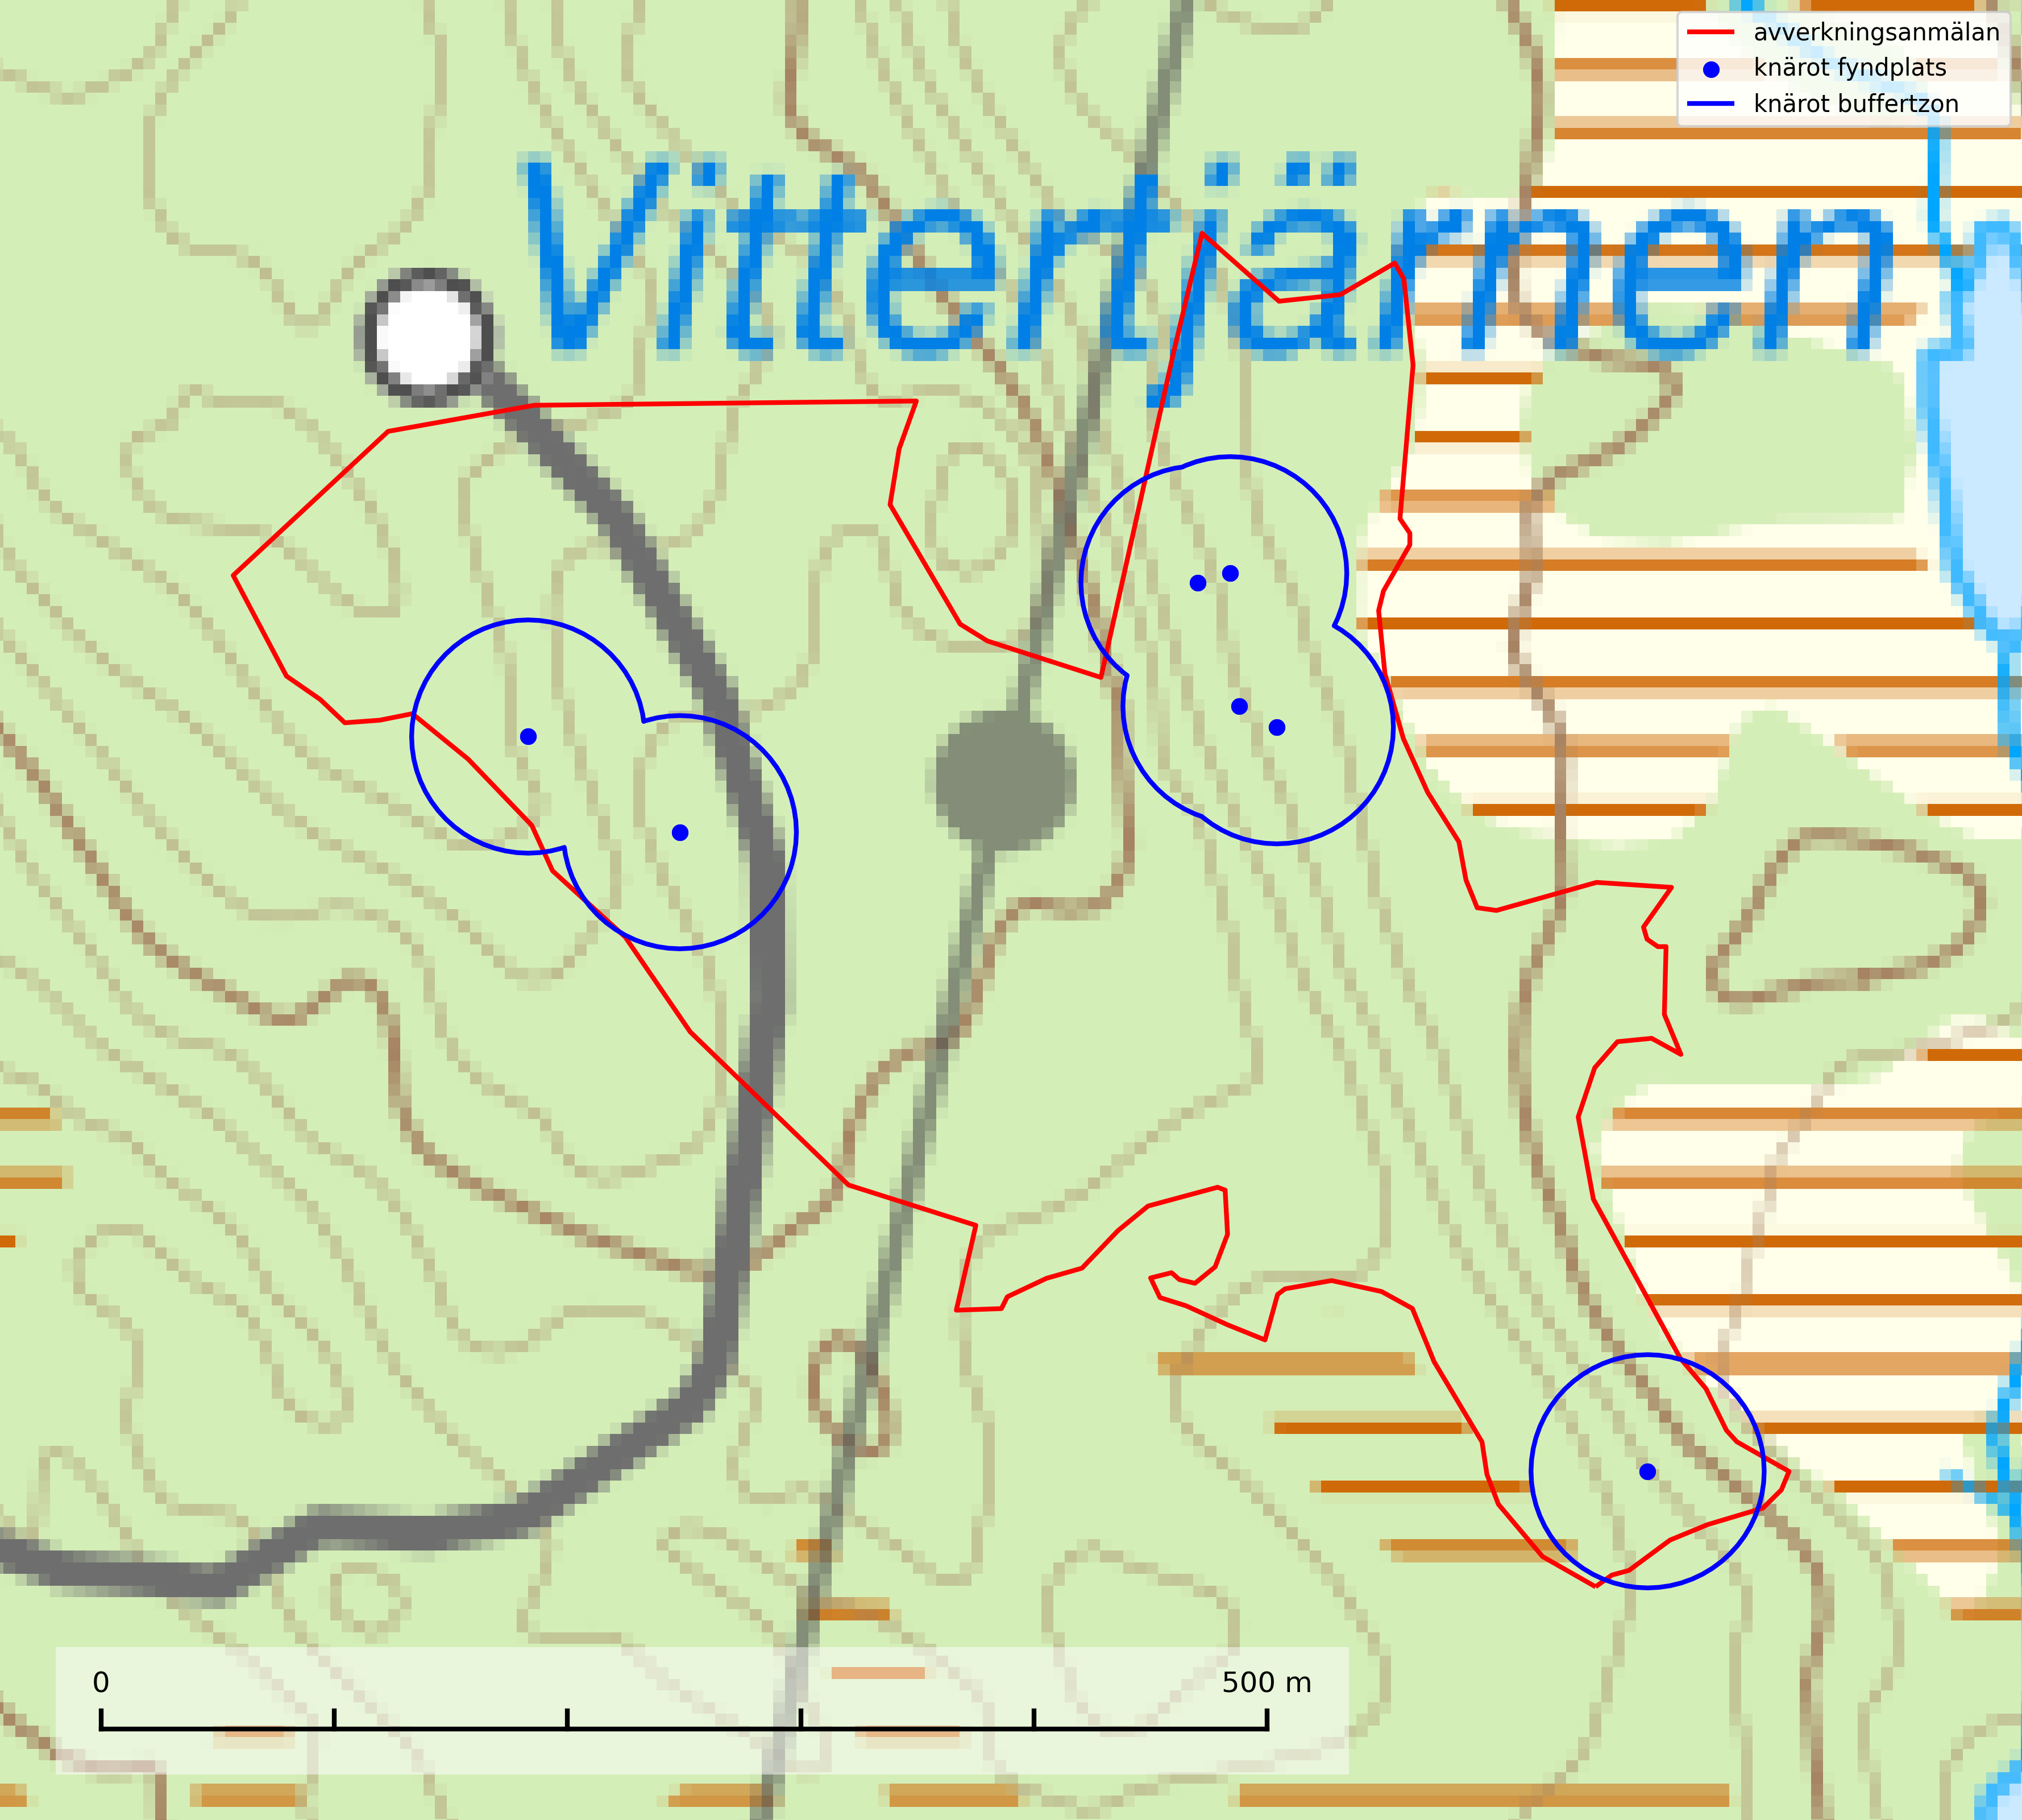 avverkningsanmälan
knärot fyndplats
knärot buffertzon
Vittertjärnen
0 500 m